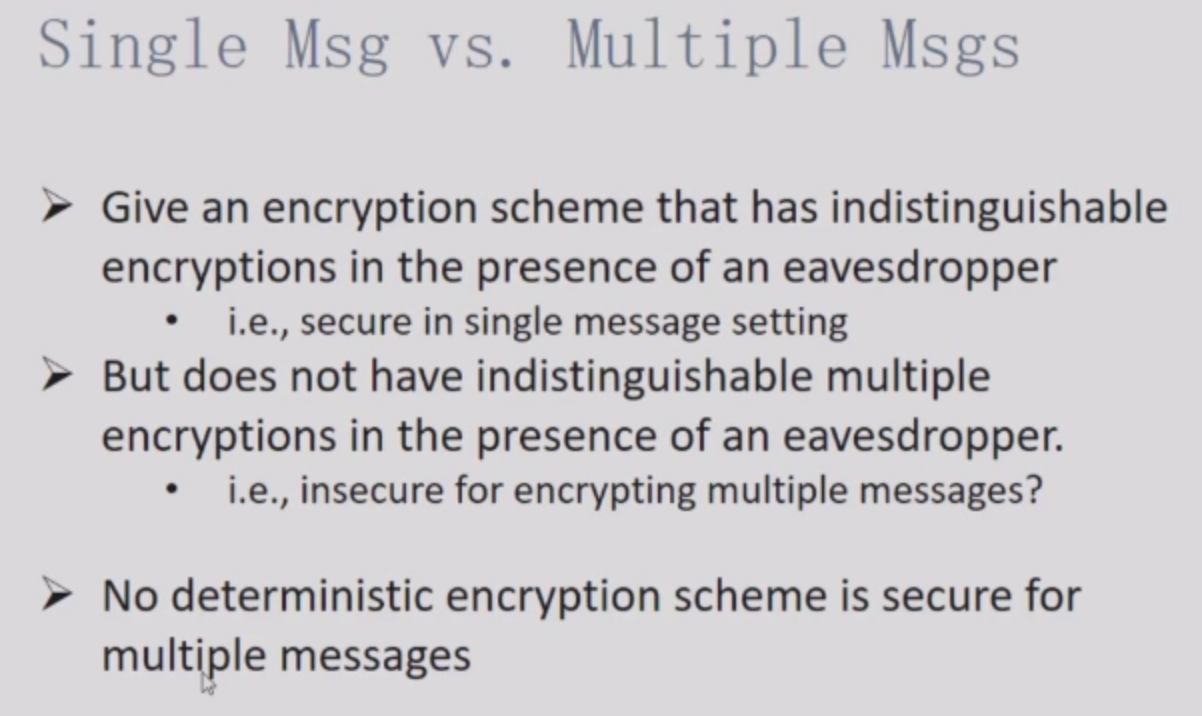 Single Msg vs. Multiple Msgs
➤ Give an encryption scheme that has indistinguishable
encryptions in the presence of an eavesdropper
• i.e., secure in single message setting
➤ But does not have indistinguishable multiple
encryptions in the presence of an eavesdropper.
• i.e., insecure for encrypting multiple messages?
➤ No deterministic encryption scheme is secure for
multiple messages